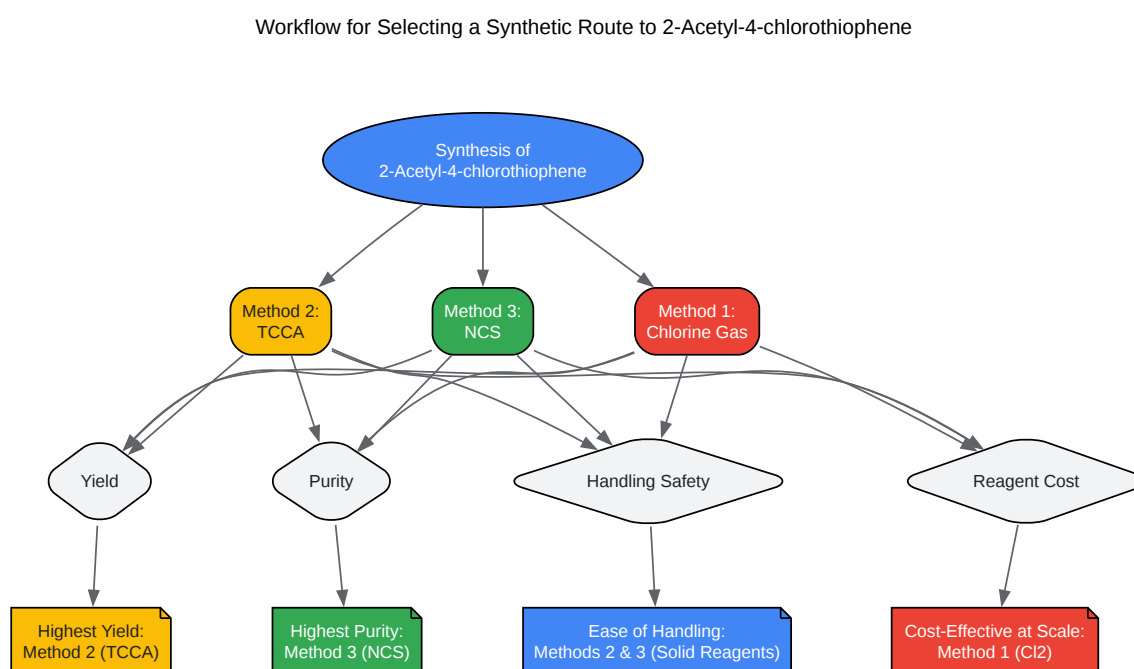 Workflow for Selecting a Synthetic Route to 2-Acetyl-4-chlorothiophene
Synthesis of
2-Acetyl-4-chlorothiophene
Method 2:
TCCA
Method 3:
NCS
Method 1:
Chlorine Gas
Yield
Purity
Handling Safety
Reagent Cost
Highest Yield:
Method 2 (TCCA)
Highest Purity:
Method 3 (NCS)
Ease of Handling:
Methods 2 & 3 (Solid Reagents)
Cost-Effective at Scale:
Method 1 (Cl2)